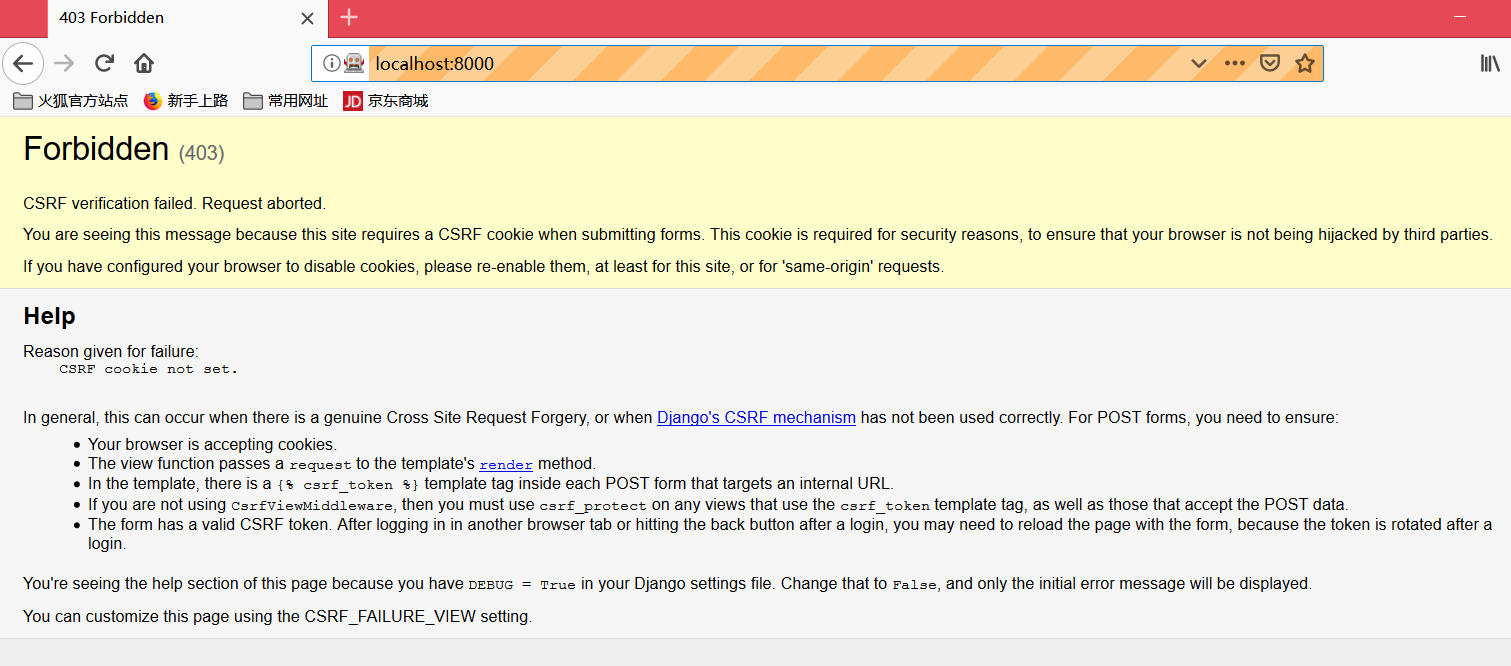 403 Forbidden
localhost:8000
火狐官方站点 新手上路 常用网址 JD 京东商城
Forbidden (403)
CSRF verification failed. Request aborted.
You are seeing this message because this site requires a CSRF cookie when submitting forms. This cookie is required for security reasons, to ensure that your browser is not being hijacked by third parties.
If you have configured your browser to disable cookies, please re-enable them, at least for this site, or for 'same-origin' requests.
Help
Reason given for failure:
CSRF cookie not set.
In general, this can occur when there is a genuine Cross Site Request Forgery, or when Django's CSRF mechanism has not been used correctly. For POST forms, you need to ensure:
• Your browser is accepting cookies.
• The view function passes a request to the template's render method.
• In the template, there is a {% csrf_token %} template tag inside each POST form that targets an internal URL.
• If you are not using CsrfViewMiddleware, then you must use csrf_protect on any views that use the csrf_token template tag, as well as those that accept the POST data.
• The form has a valid CSRF token. After logging in in another browser tab or hitting the back button after a login, you may need to reload the page with the form, because the token is rotated after a
login.
You're seeing the help section of this page because you have DEBUG = True in your Django settings file. Change that to False, and only the initial error message will be displayed.
You can customize this page using the CSRF_FAILURE_VIEW setting.